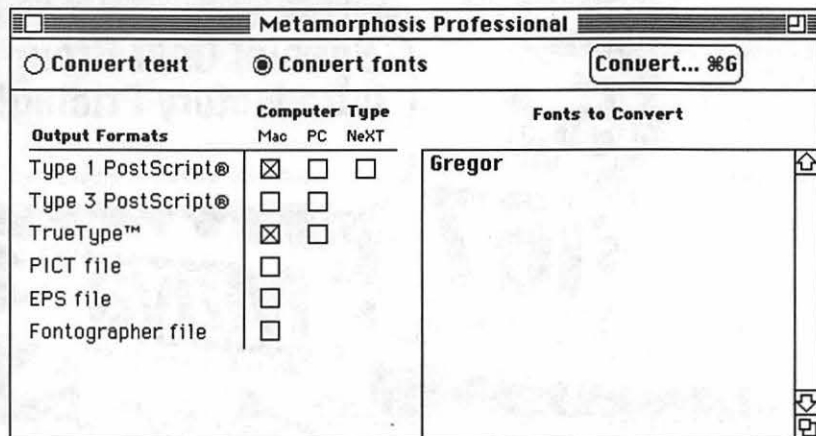 Metamorphosis Professional
Convert text Convert fonts Convert... ⌘G
Computer Type Fonts to Convert
Output Formats Mac PC NeXT
Type 1 PostScript® Gregor
Type 3 PostScript®
TrueType™
PICT file
EPS file
Fontographer file